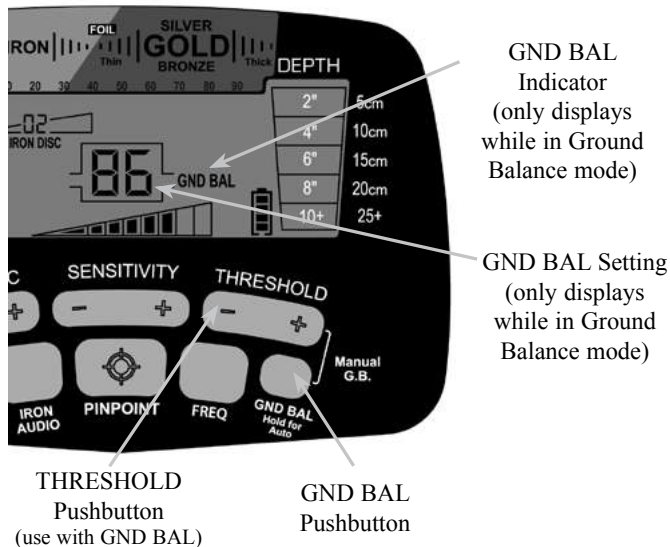 FOIL
SILVER
IRON
GOLD
Thin
BRONZE
Thick
DEPTH
20 30 40 50 60 70 80 90
2" 5cm
4" 10cm
6" 15cm
8" 20cm
10+ 25+
02
IRON DISC
86
GND BAL
GND BAL
Indicator
(only displays
while in Ground
Balance mode)
GND BAL Setting
(only displays
while in Ground
Balance mode)
SENSITIVITY
THRESHOLD
- +
- +
+
Manual
G.B.
IRON
AUDIO
PINPOINT
FREQ
GND BAL
Hold for
Auto
THRESHOLD
Pushbutton
(use with GND BAL)
GND BAL
Pushbutton